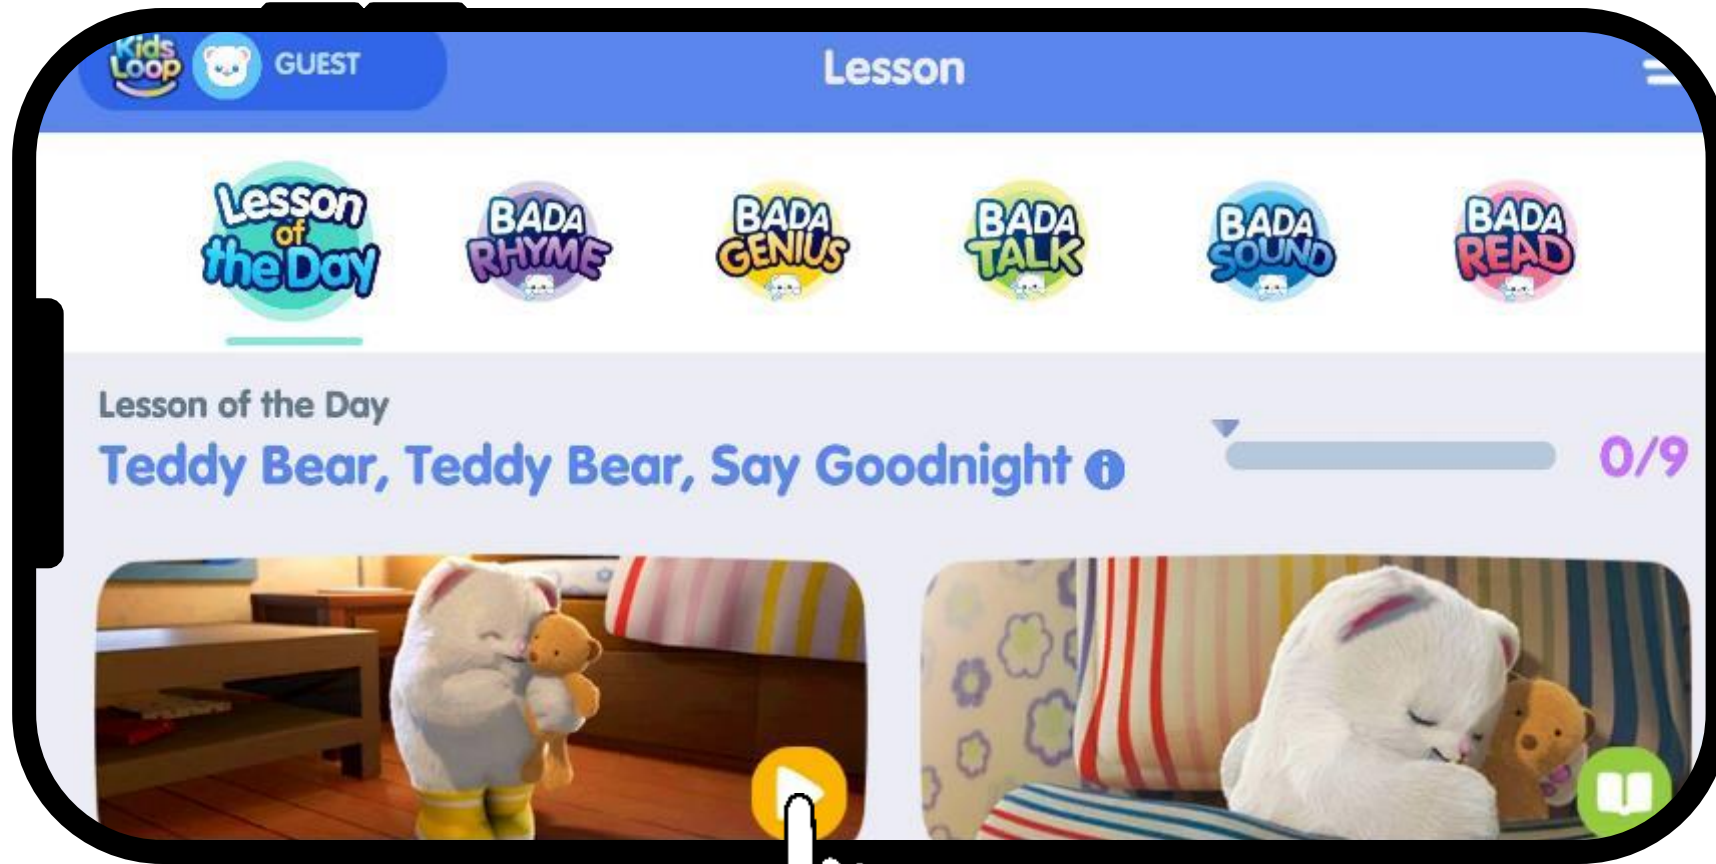 Kids
Loop
GUEST
Lesson
Lesson
of
the Day
BADA
RHYME
BADA
GENIUS
BADA
TALK
BADA
SOUND
BADA
READ
Lesson of the Day
Teddy Bear, Teddy Bear, Say Goodnight
0/9